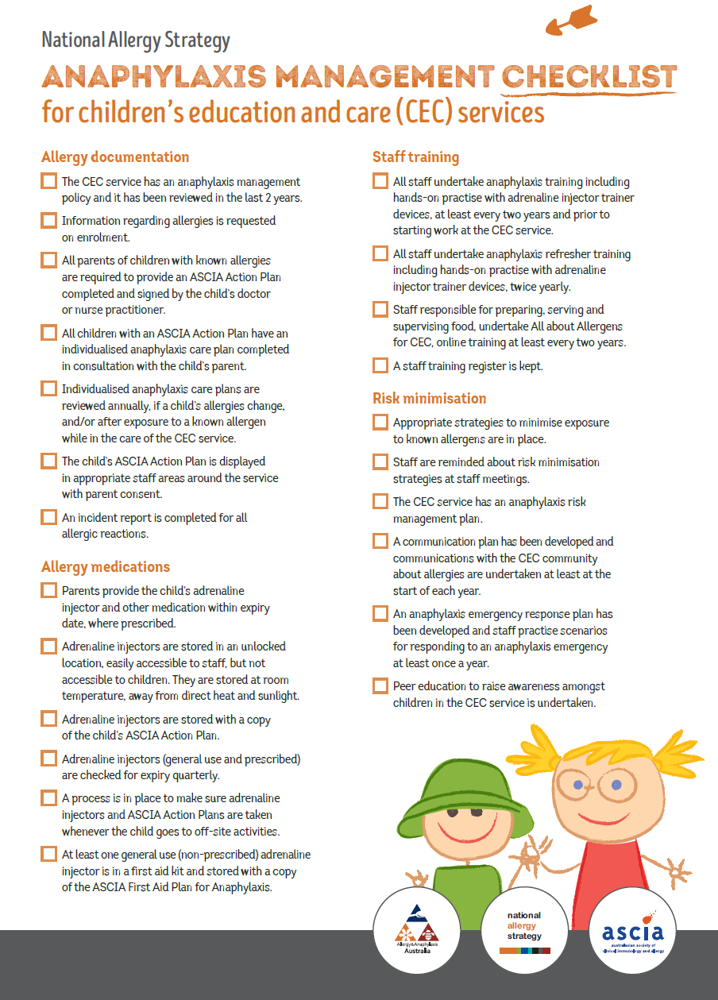 National Allergy Strategy
ANAPHYLAXIS MANAGEMENT CHECKLIST
for children's education and care (CEC) services
Allergy documentation
The CEC service has an anaphylaxis management
policy and it has been reviewed in the last 2 years.
Information regarding allergies is requested
on enrolment.
All parents of children with known allergies
are required to provide an ASCIA Action Plan
completed and signed by the child's doctor
or nurse practitioner.
All children with an ASCIA Action Plan have an
individualised anaphylaxis care plan completed
in consultation with the child's parent.
Individualised anaphylaxis care plans are
reviewed annually, if a child's allergies change,
and/or after exposure to a known allergen
while in the care of the CEC service.
The child's ASCIA Action Plan is displayed
in appropriate staff areas around the service
with parent consent.
An incident report is completed for all
allergic reactions.
Allergy medications
Parents provide the child's adrenaline
injector and other medication within expiry
date, where prescribed.
Adrenaline injectors are stored in an unlocked
location, easily accessible to staff, but not
accessible to children. They are stored at room
temperature, away from direct heat and sunlight.
Adrenaline injectors are stored with a copy
of the child's ASCIA Action Plan.
Adrenaline injectors (general use and prescribed)
are checked for expiry quarterly.
A process is in place to make sure adrenaline
injectors and ASCIA Action Plans are taken
whenever the child goes to off-site activities.
At least one general use (non-prescribed) adrenaline
injector is in a first aid kit and stored with a copy
of the ASCIA First Aid Plan for Anaphylaxis.
Staff training
All staff undertake anaphylaxis training including
hands-on practise with adrenaline injector trainer
devices, at least every two years and prior to
starting work at the CEC service.
All staff undertake anaphylaxis refresher training
including hands-on practise with adrenaline
injector trainer devices, twice yearly.
Staff responsible for preparing, serving and
supervising food, undertake All about Allergens
for CEC, online training at least every two years.
A staff training register is kept.
Risk minimisation
Appropriate strategies to minimise exposure
to known allergens are in place.
Staff are reminded about risk minimisation
strategies at staff meetings.
The CEC service has an anaphylaxis risk
management plan.
A communication plan has been developed and
communications with the CEC community
about allergies are undertaken at least at the
start of each year.
An anaphylaxis emergency response plan has
been developed and staff practise scenarios
for responding to an anaphylaxis emergency
at least once a year.
Peer education to raise awareness amongst
children in the CEC service is undertaken.
Allergy & Anaphylaxis
Australia
national
allergy
strategy
ascia
australasian society of
clinical immunology and allergy